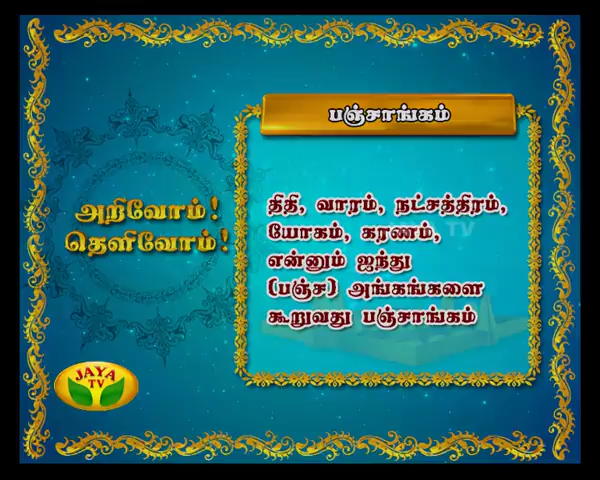 பஞ்சாங்கம்
அறிவோம்!
தெளிவோம்!
திதி, வாரம், நட்சத்திரம்,
யோகம், கரணம்,
என்னும் ஐந்து
(பஞ்ச) அங்கங்களை
கூறுவது பஞ்சாங்கம்
JAYA
TV
TV